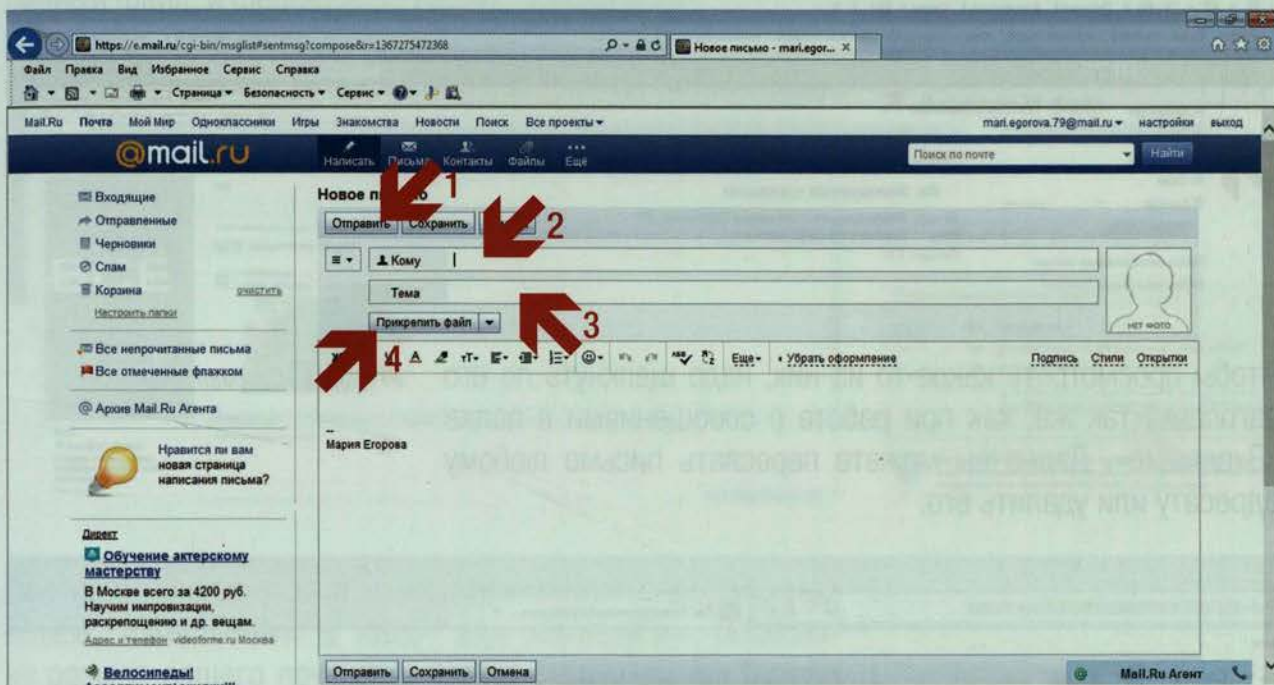 https://e.mail.ru/cgi-bin/msglist#sentmsg?compose&r=1367275472368
Новое письмо - mari.egor...
Файл Правка Вид Избранное Сервис Справка
Страница Безопасность Сервис
Mail.Ru Почта Мой Мир Одноклассники Игры Знакомства Новости Поиск Все проекты mari.egorova.79@mail.ru настройки выход
@mail.ru Написать Контакты Файлы Ещё Поиск по почте Найти
1
Входящие
Новое
Отправленные
Отправить Сохранить
2
Черновики
Спам
Кому
Корзина очистить
Тема
Настроить папки
Прикрепить файл
3
НЕТ ФОТО
4
Все непрочитанные письма
Еще Убрать оформление Подпись Стили Открытки
Все отмеченные флажком
@ Архив Mail.Ru Агента
--
Мария Егорова
Нравится ли вам
новая страница
написания письма?
Директ
Обучение актерскому
мастерству
В Москве всего за 4200 руб.
Научим импровизации,
раскрепощению и др. вещам.
Адрес и телефон videoforme.ru Москва
Велосипеды!
Отправить Сохранить Отмена
Mail.Ru Агент